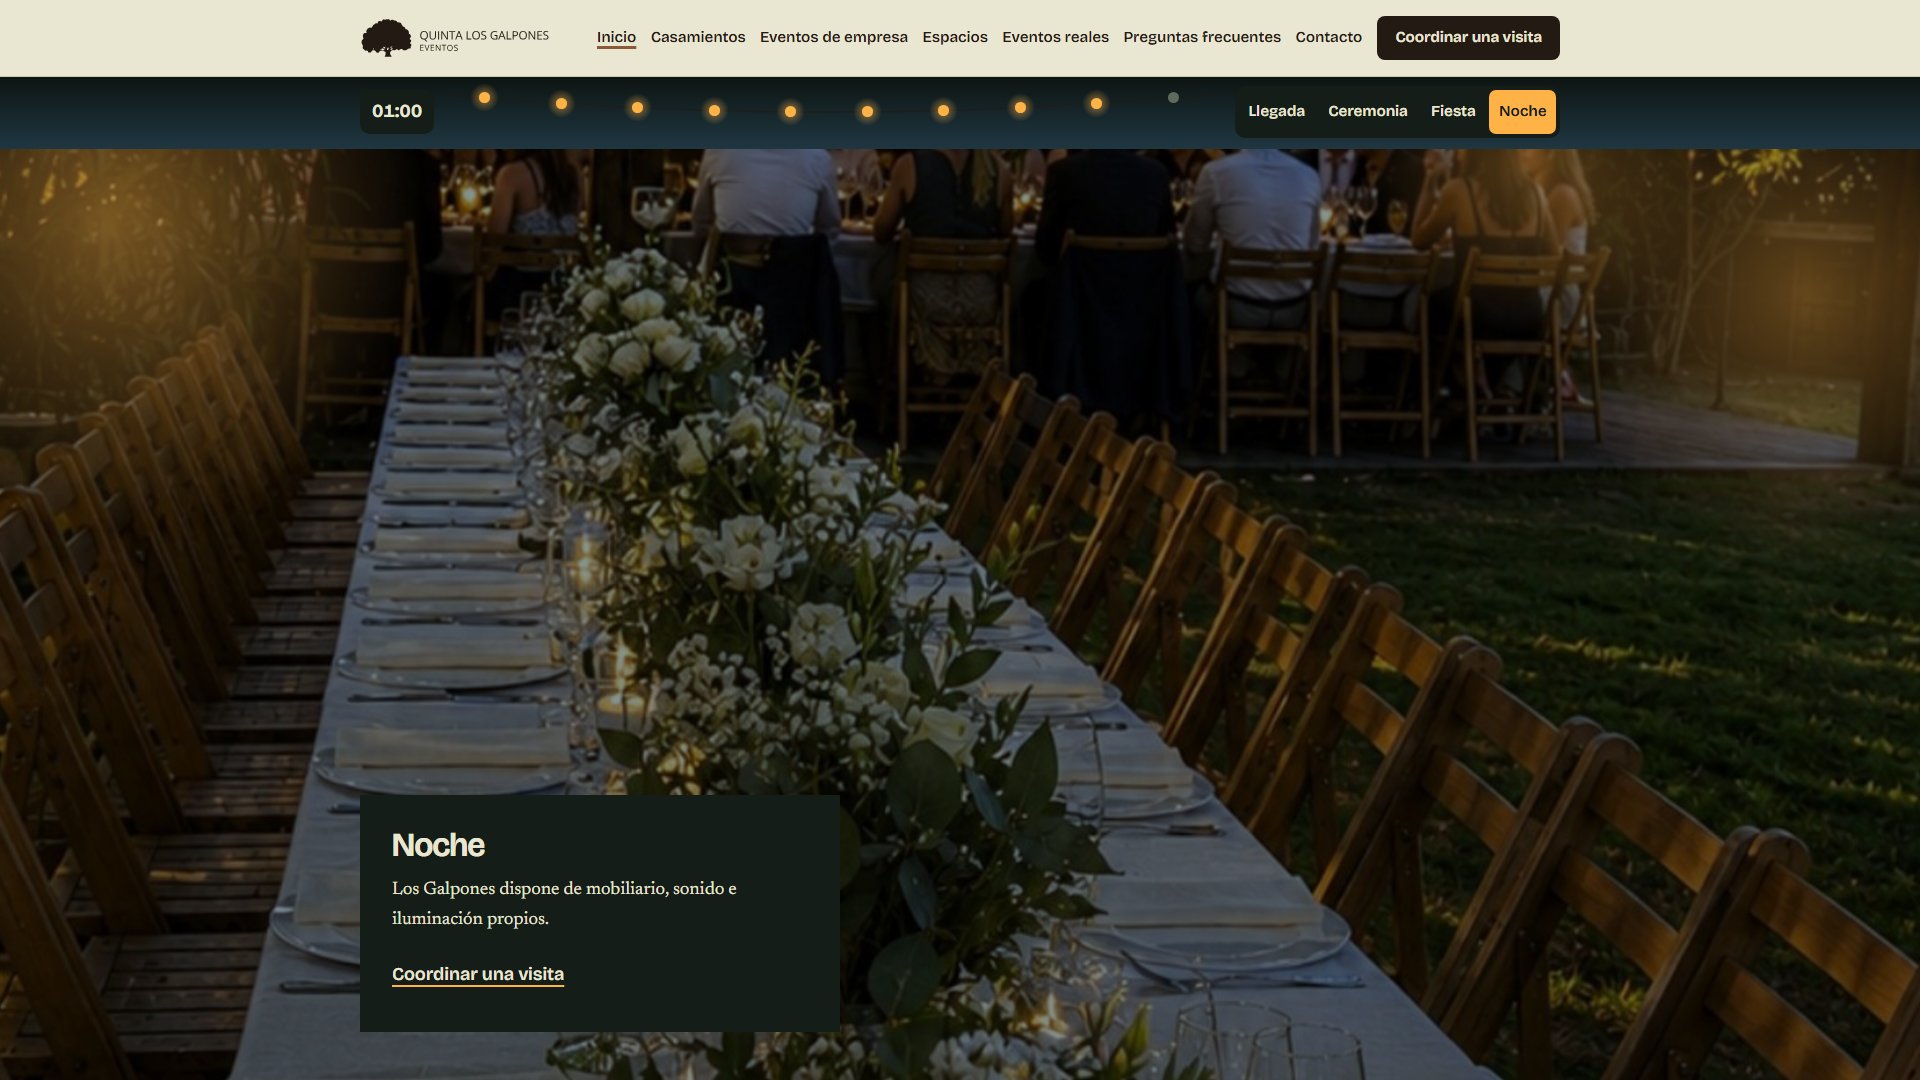 QUINTA LOS GALPONES
EVENTOS
Inicio
Casamientos
Eventos de empresa
Espacios
Eventos reales
Preguntas frecuentes
Contacto
Coordinar una visita
01:00
Llegada
Ceremonia
Fiesta
Noche
Noche
Los Galpones dispone de mobiliario, sonido e
iluminación propios.
Coordinar una visita